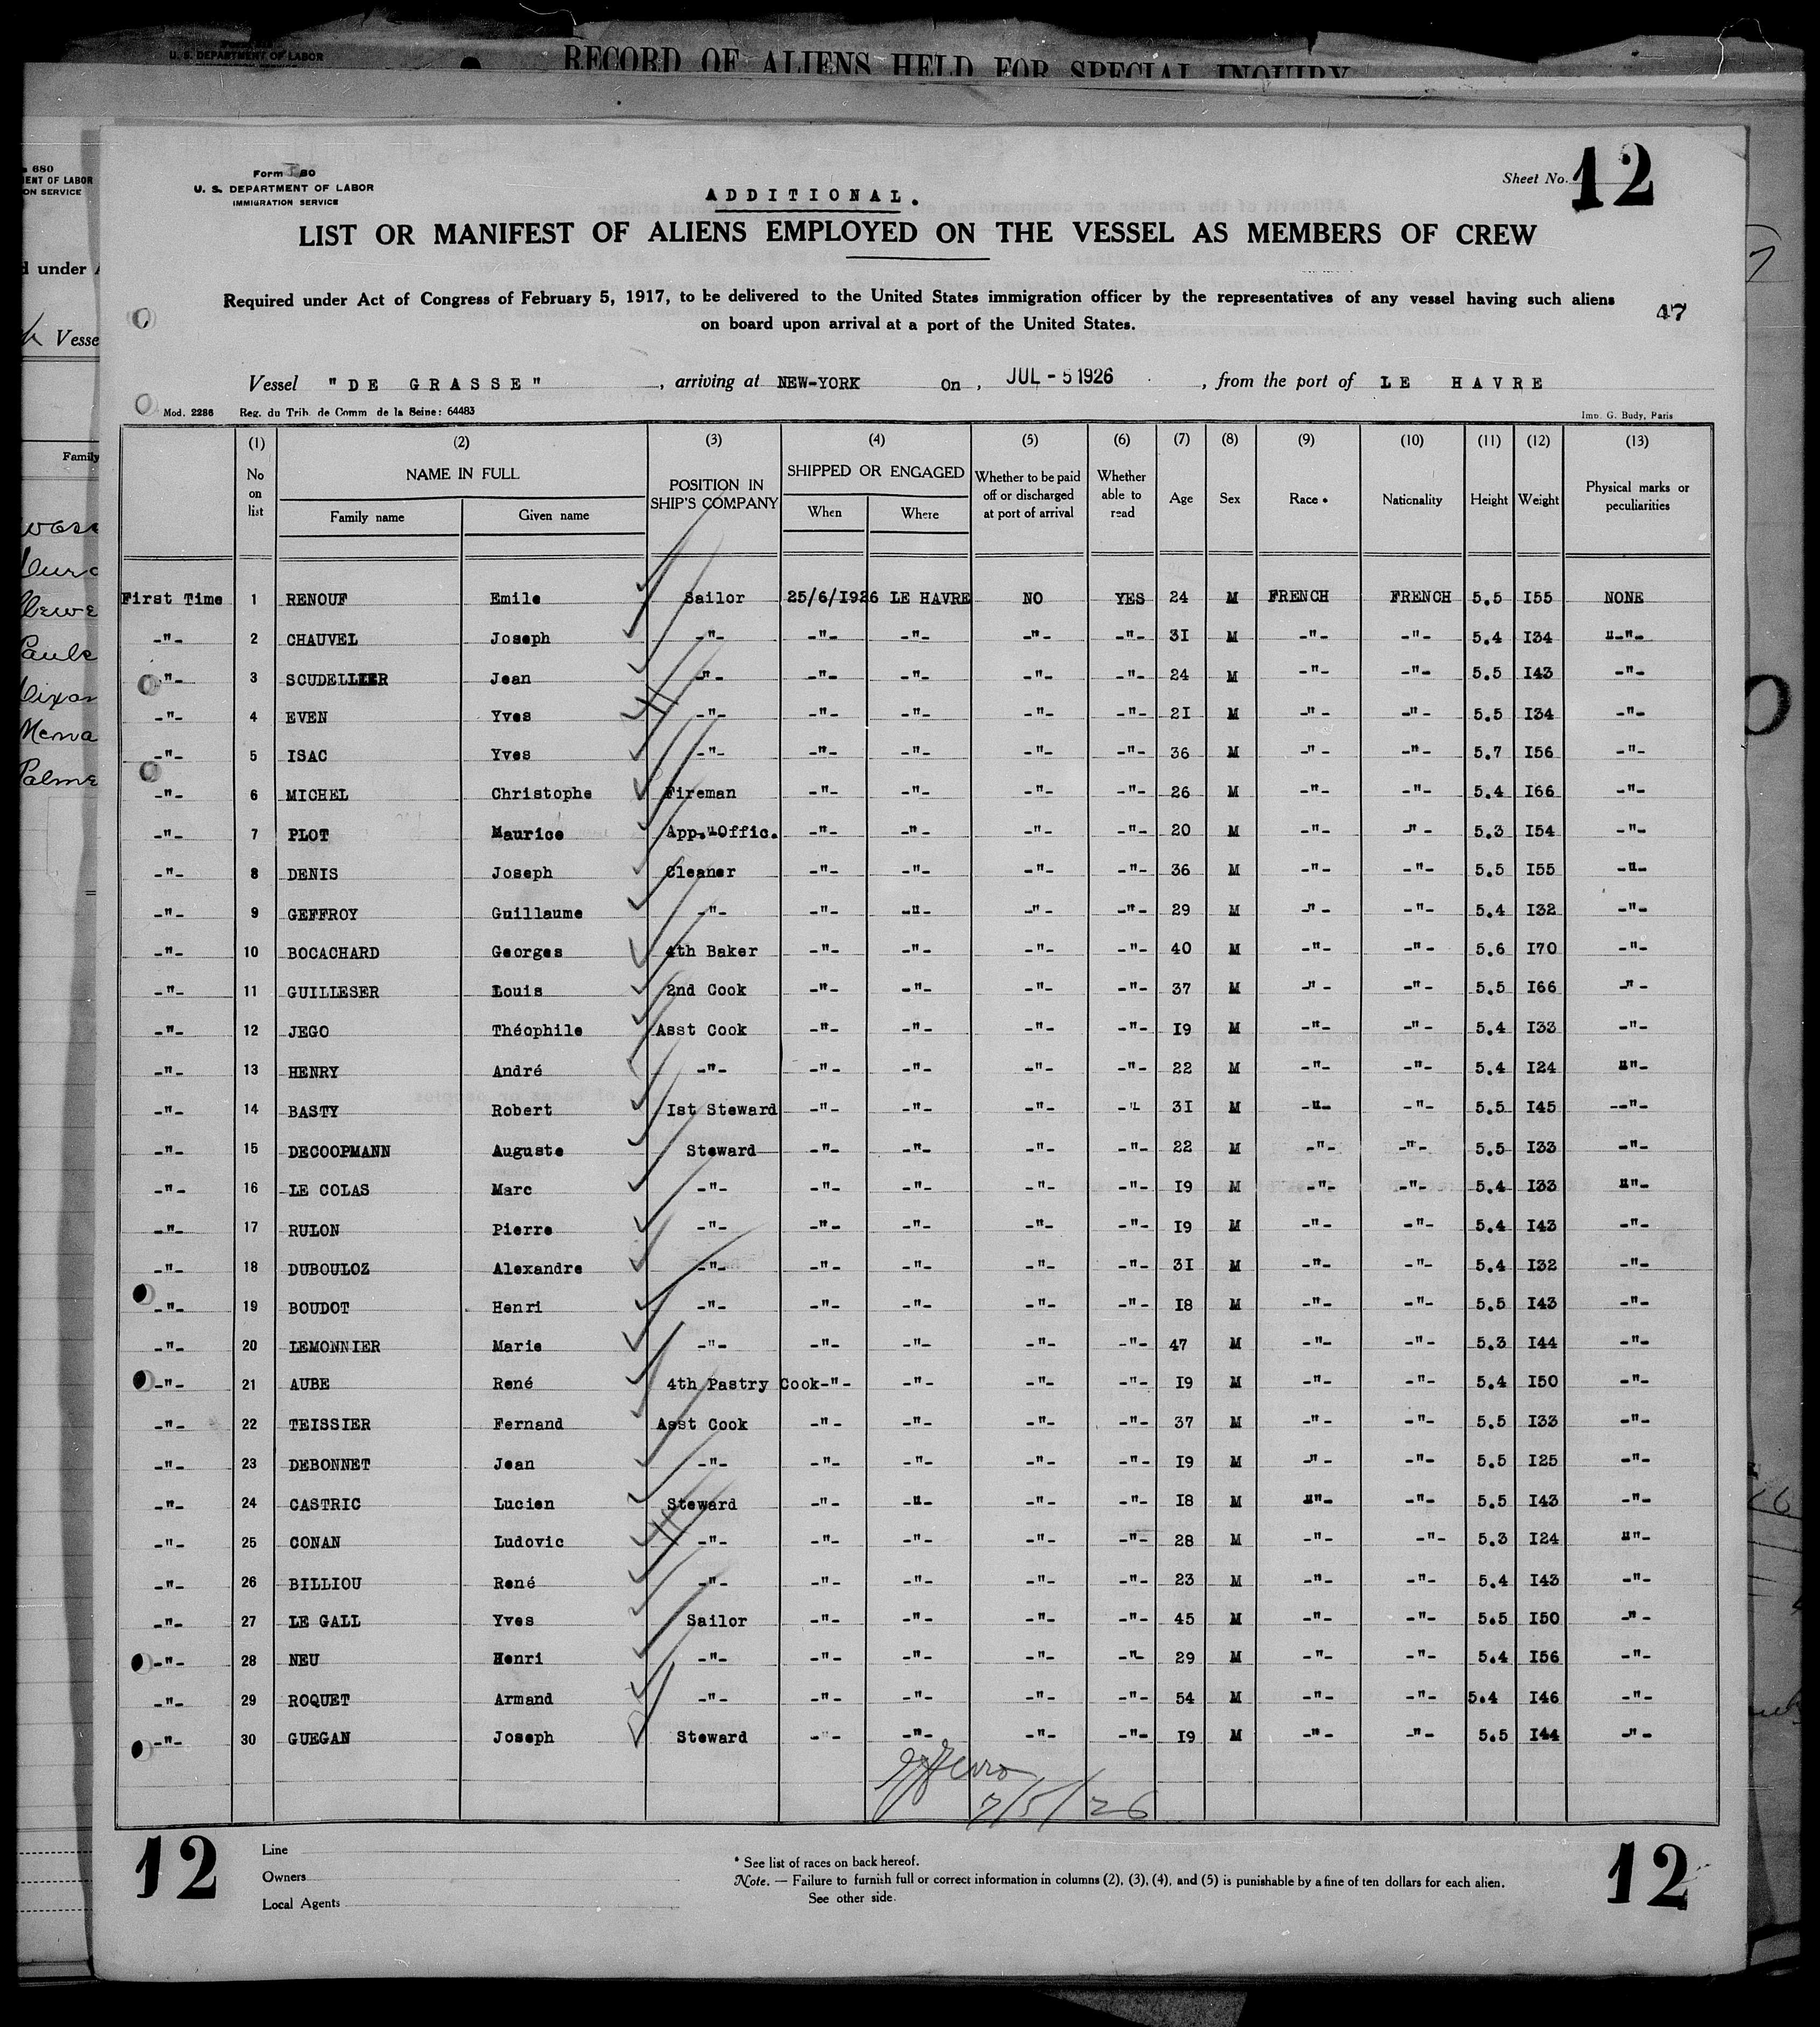 U. S. DEPARTMENT OF LABOR
RECORD OF ALIENS HELD FOR SPECIAL INQUIRY
680
MENT OF LABOR
ON SERVICE
Form 680
U. S. DEPARTMENT OF LABOR
IMMIGRATION SERVICE
Sheet No. 12
ADDITIONAL.
LIST OR MANIFEST OF ALIENS EMPLOYED ON THE VESSEL AS MEMBERS OF CREW
Required under Act of Congress of February 5, 1917, to be delivered to the United States immigration officer by the representatives of any vessel having such aliens
on board upon arrival at a port of the United States.
47
Vessel "DE GRASSE", arriving at NEW-YORK On, JUL - 5 1926, from the port of LE HAVRE
Mod. 2286 Reg. du Trib. de Comm. de la Seine: 64483 Imp. G. Budy, Paris
(1) (2) (3) (4) (5) (6) (7) (8) (9) (10) (11) (12) (13)
No on list NAME IN FULL Family name Given name POSITION IN SHIP'S COMPANY SHIPPED OR ENGAGED When Where Whether to be paid off or discharged at port of arrival Whether able to read Age Sex Race * Nationality Height Weight Physical marks or peculiarities
First Time 1 RENOUF Emile Sailor 25/6/1926 LE HAVRE NO YES 24 M FRENCH FRENCH 5.5 I55 NONE
-"- 2 CHAUVEL Joseph -"- -"- -"- -"- -"- 3I M -"- -"- 5.4 I34 "-"-
-"- 3 SCUDELLER Jean -"- -"- -"- -"- -"- 24 M -"- -"- 5.5 I43 -"-
-"- 4 EVEN Yves -"- -"- -"- -"- -"- 2I M -"- -"- 5.5 I34 -"-
-"- 5 ISAC Yves -"- -"- -"- -"- -"- 36 M -"- -"- 5.7 I56 -"-
-"- 6 MICHEL Christophe Fireman -"- -"- -"- -"- 26 M -"- -"- 5.4 I66 -"-
-"- 7 PLOT Maurice App."Offic. -"- -"- -"- -"- 20 M -"- -"- 5.3 I54 -"-
-"- 8 DENIS Joseph Cleaner -"- -"- -"- -"- 36 M -"- -"- 5.5 I55 -"-
-"- 9 GEFFROY Guillaume -"- -"- -"- -"- -"- 29 M -"- -"- 5.4 I32 -"-
-"- 10 BOCACHARD Georges 4th Baker -"- -"- -"- -"- 40 M -"- -"- 5.6 I70 -"-
-"- 11 GUILLESER Louis 2nd Cook -"- -"- -"- -"- 37 M -"- -"- 5.5 I66 -"-
-"- 12 JEGO Théophile Asst Cook -"- -"- -"- -"- I9 M -"- -"- 5.4 I33 -"-
-"- 13 HENRY André -"- -"- -"- -"- -"- 22 M -"- -"- 5.4 I24 "-
-"- 14 BASTY Robert Ist Steward -"- -"- -"- -"- 3I M -"- -"- 5.5 I45 --"-
-"- 15 DECOOPMANN Auguste Steward -"- -"- -"- -"- 22 M -"- -"- 5.5 I33 -"-
-"- 16 LE COLAS Marc -"- -"- -"- -"- -"- I9 M -"- -"- 5.4 I33 "-
-"- 17 RULON Pierre -"- -"- -"- -"- -"- I9 M -"- -"- 5.4 I43 -"-
-"- 18 DUBOULOZ Alexandre -"- -"- -"- -"- -"- 3I M -"- -"- 5.4 I32 -"-
-"- 19 BOUDOT Henri -"- -"- -"- -"- -"- I8 M -"- -"- 5.5 I43 -"-
-"- 20 LEMONNIER Marie -"- -"- -"- -"- -"- 47 M -"- -"- 5.3 I44 -"-
-"- 21 AUBE René 4th Pastry Cook-"- -"- -"- -"- I9 M -"- -"- 5.4 I50 -"-
-"- 22 TEISSIER Fernand Asst Cook -"- -"- -"- -"- 37 M -"- -"- 5.5 I33 -"-
-"- 23 DEBONNET Jean -"- -"- -"- -"- -"- I9 M -"- -"- 5.5 I25 -"-
-"- 24 CASTRIC Lucien Steward -"- -"- -"- -"- I8 M "- -"- 5.5 I43 -"-
-"- 25 CONAN Ludovic -"- -"- -"- -"- -"- 28 M -"- -"- 5.3 I24 "-
-"- 26 BILLIOU René -"- -"- -"- -"- -"- 23 M -"- -"- 5.4 I43 -"-
-"- 27 LE GALL Yves Sailor -"- -"- -"- -"- 45 M -"- -"- 5.5 I50 -"-
-"- 28 NEU Henri -"- -"- -"- -"- -"- 29 M -"- -"- 5.4 I56 -"-
-"- 29 ROQUET Armand -"- -"- -"- -"- -"- 54 M -"- -"- 5.4 I46 -"-
-"- 30 GUEGAN Joseph Steward -"- -"- -"- -"- I9 M -"- -"- 5.5 I44 -"-
7/5/26
12 Line
Owners
Local Agents
* See list of races on back hereof.
Note. — Failure to furnish full or correct information in columns (2), (3), (4), and (5) is punishable by a fine of ten dollars for each alien.
See other side.
12